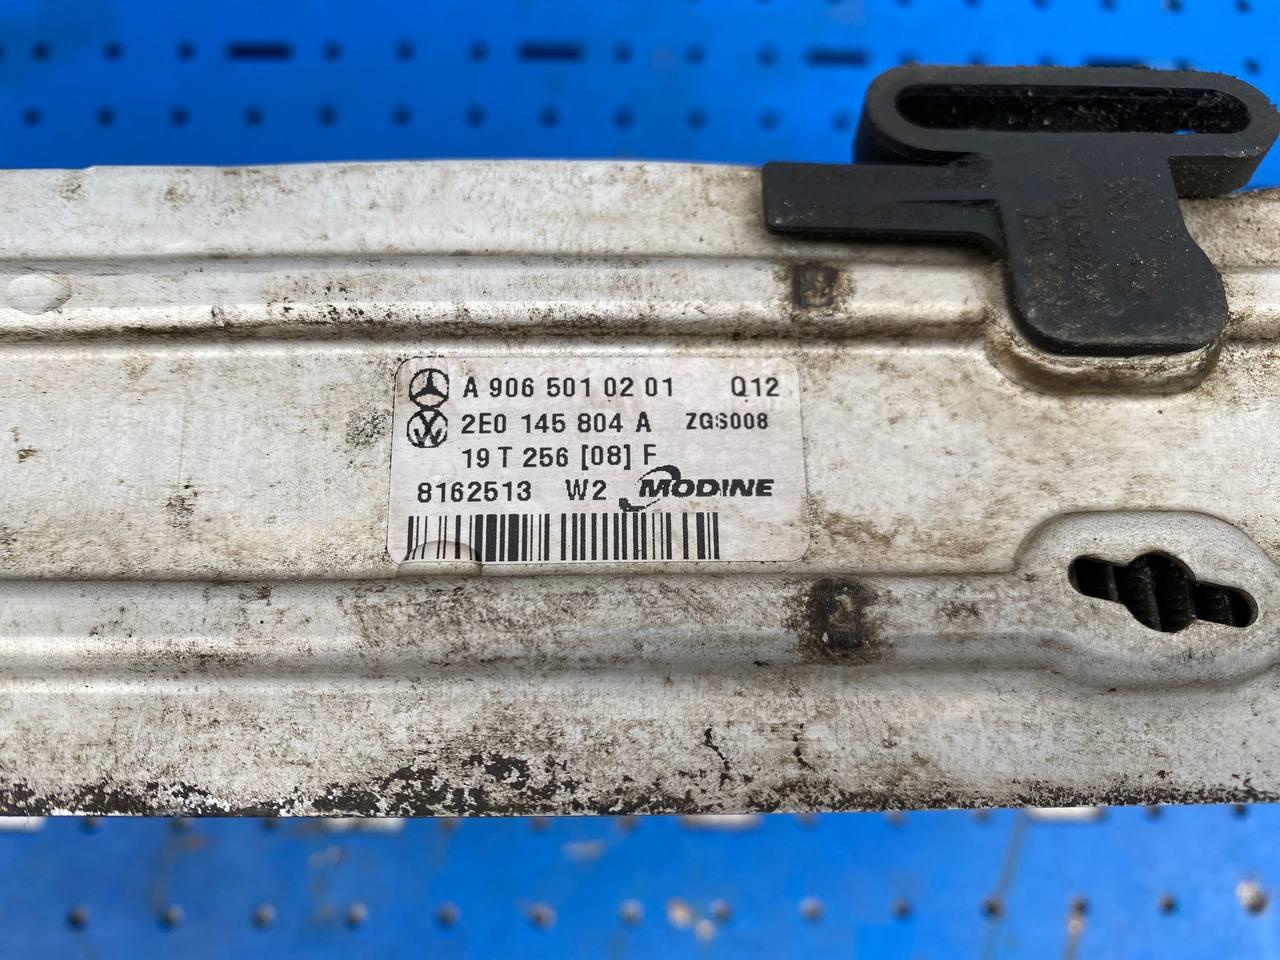 A 906 501 02 01 Q12
2E0 145 804 A ZGS008
19 T 256 [08] F
8162513 W2 MODINE